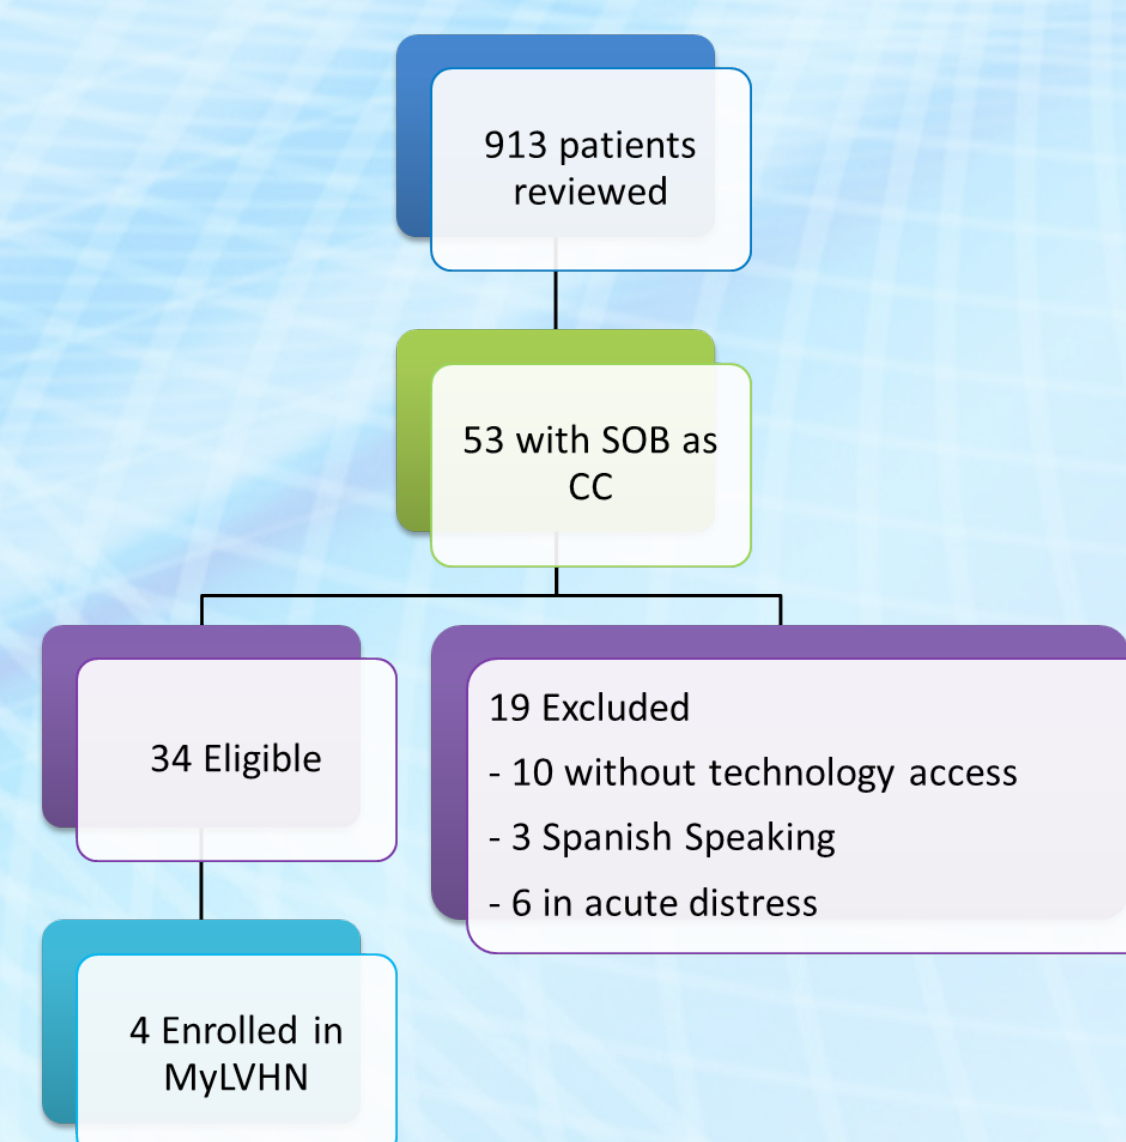 913 patients
reviewed
53 with SOB as
CC
34 Eligible
19 Excluded
- 10 without technology access
- 3 Spanish Speaking
- 6 in acute distress
4 Enrolled in
MyLVHN